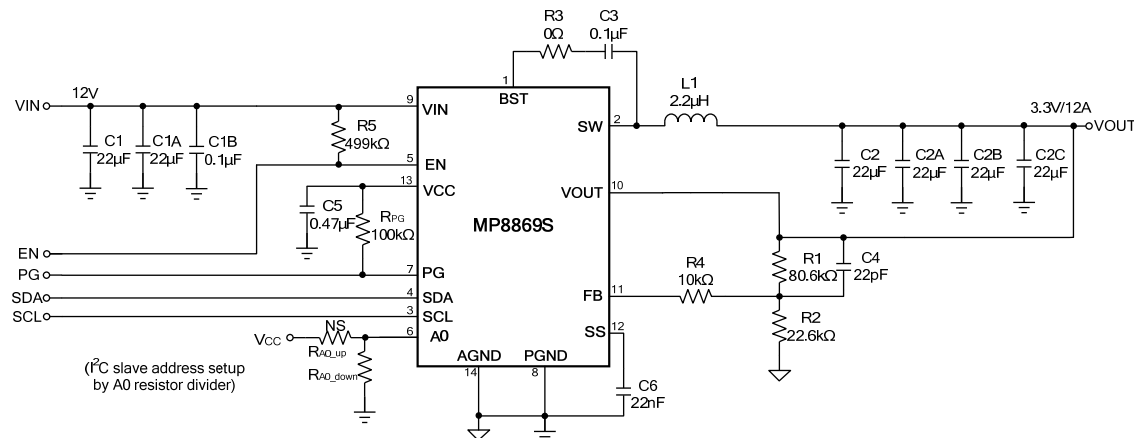 R3
0Ω
C3
0.1µF
1
BST
L1
2.2µH
VIN
12V
9
VIN
SW
2
3.3V/12A
VOUT
C1
22µF
C1A
22µF
C1B
0.1µF
R5
499kΩ
5
EN
13
VCC
C5
0.47µF
RPG
100kΩ
MP8869S
VOUT
10
C2
22µF
C2A
22µF
C2B
22µF
C2C
22µF
EN
PG
7
PG
SDA
4
SDA
SCL
3
SCL
R4
10kΩ
FB
11
R1
80.6kΩ
C4
22pF
R2
22.6kΩ
SS
12
VCC
NS
6
A0
RA0_up
RA0_down
(I²C slave address setup
by A0 resistor divider)
AGND
14
PGND
8
C6
22nF